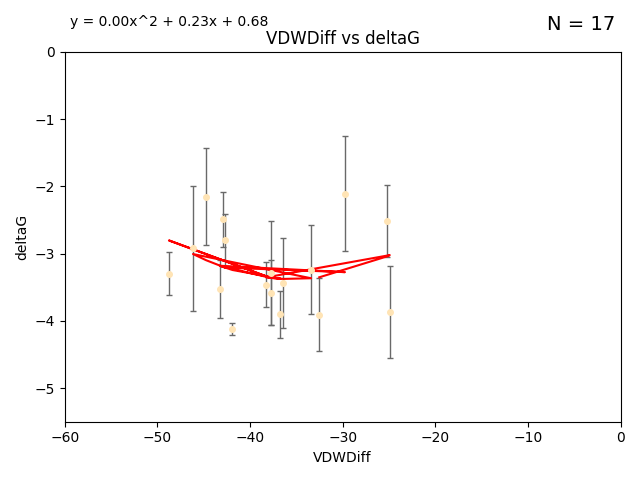 y = 0.00x^2 + 0.23x + 0.68
N = 17
VDWDiff vs deltaG
0
−1
−2
−3
−4
−5
deltaG
−60 −50 −40 −30 −20 −10 0
VDWDiff